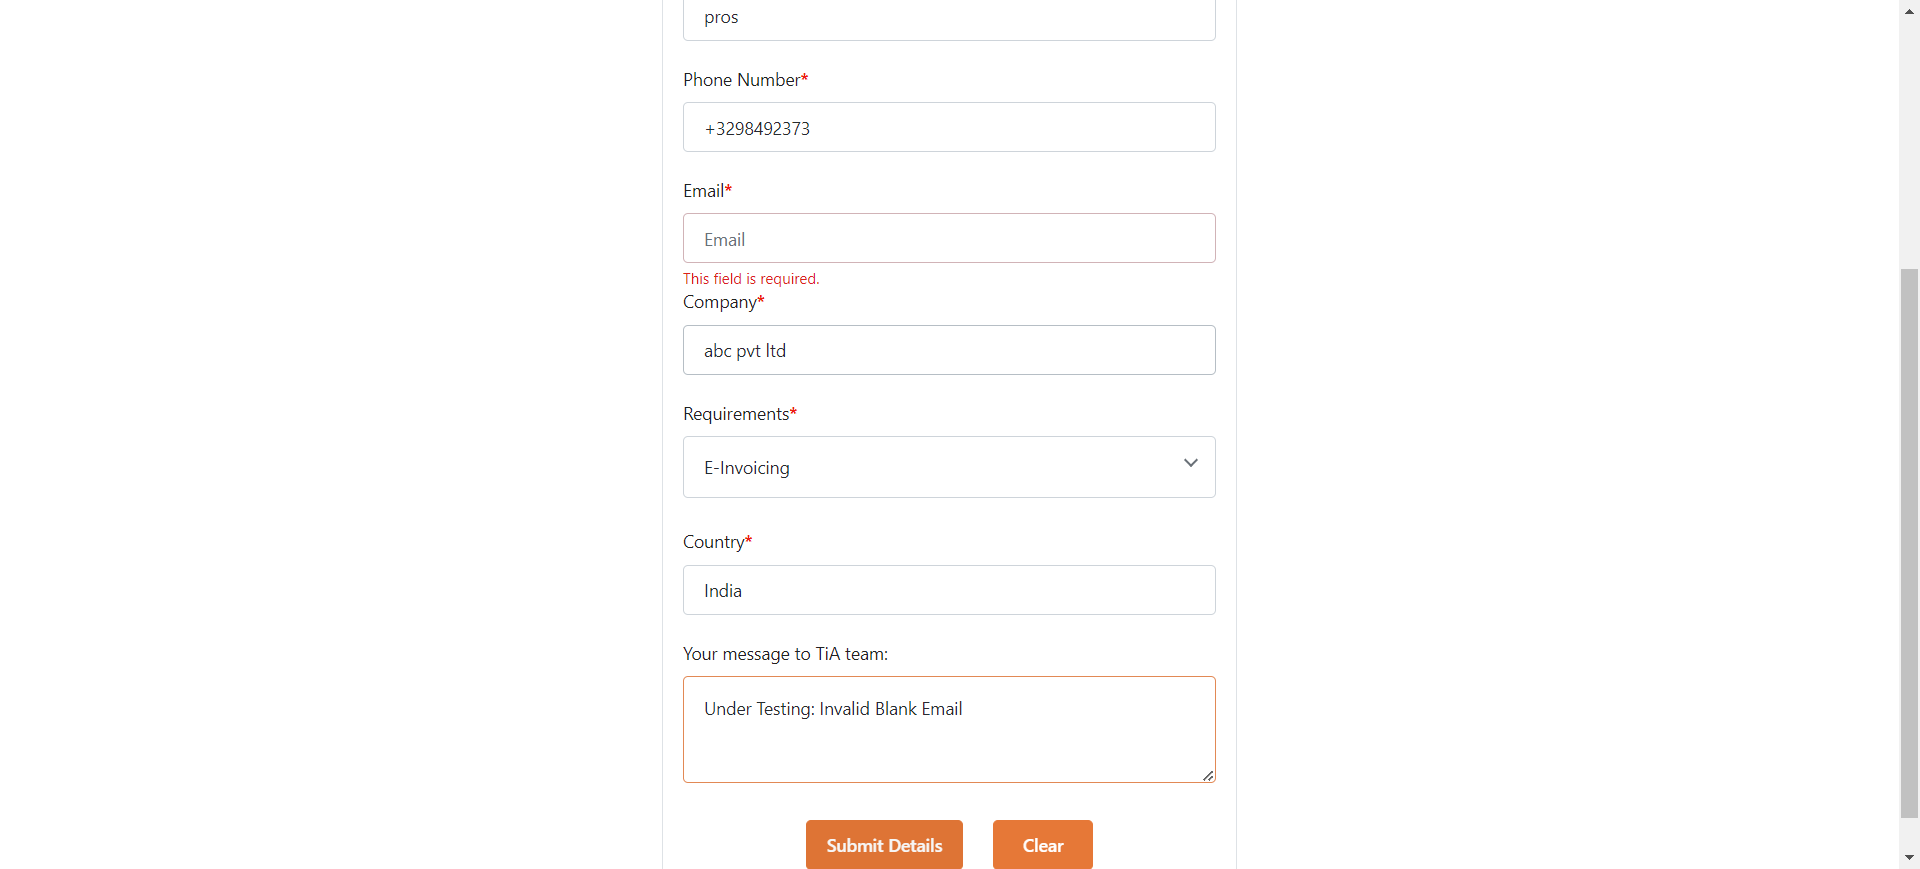 pros
Phone Number*
+3298492373
Email*
Email
This field is required.
Company*
abc pvt ltd
Requirements*
E-Invoicing
Country*
India
Your message to TiA team:
Under Testing: Invalid Blank Email
Submit Details
Clear